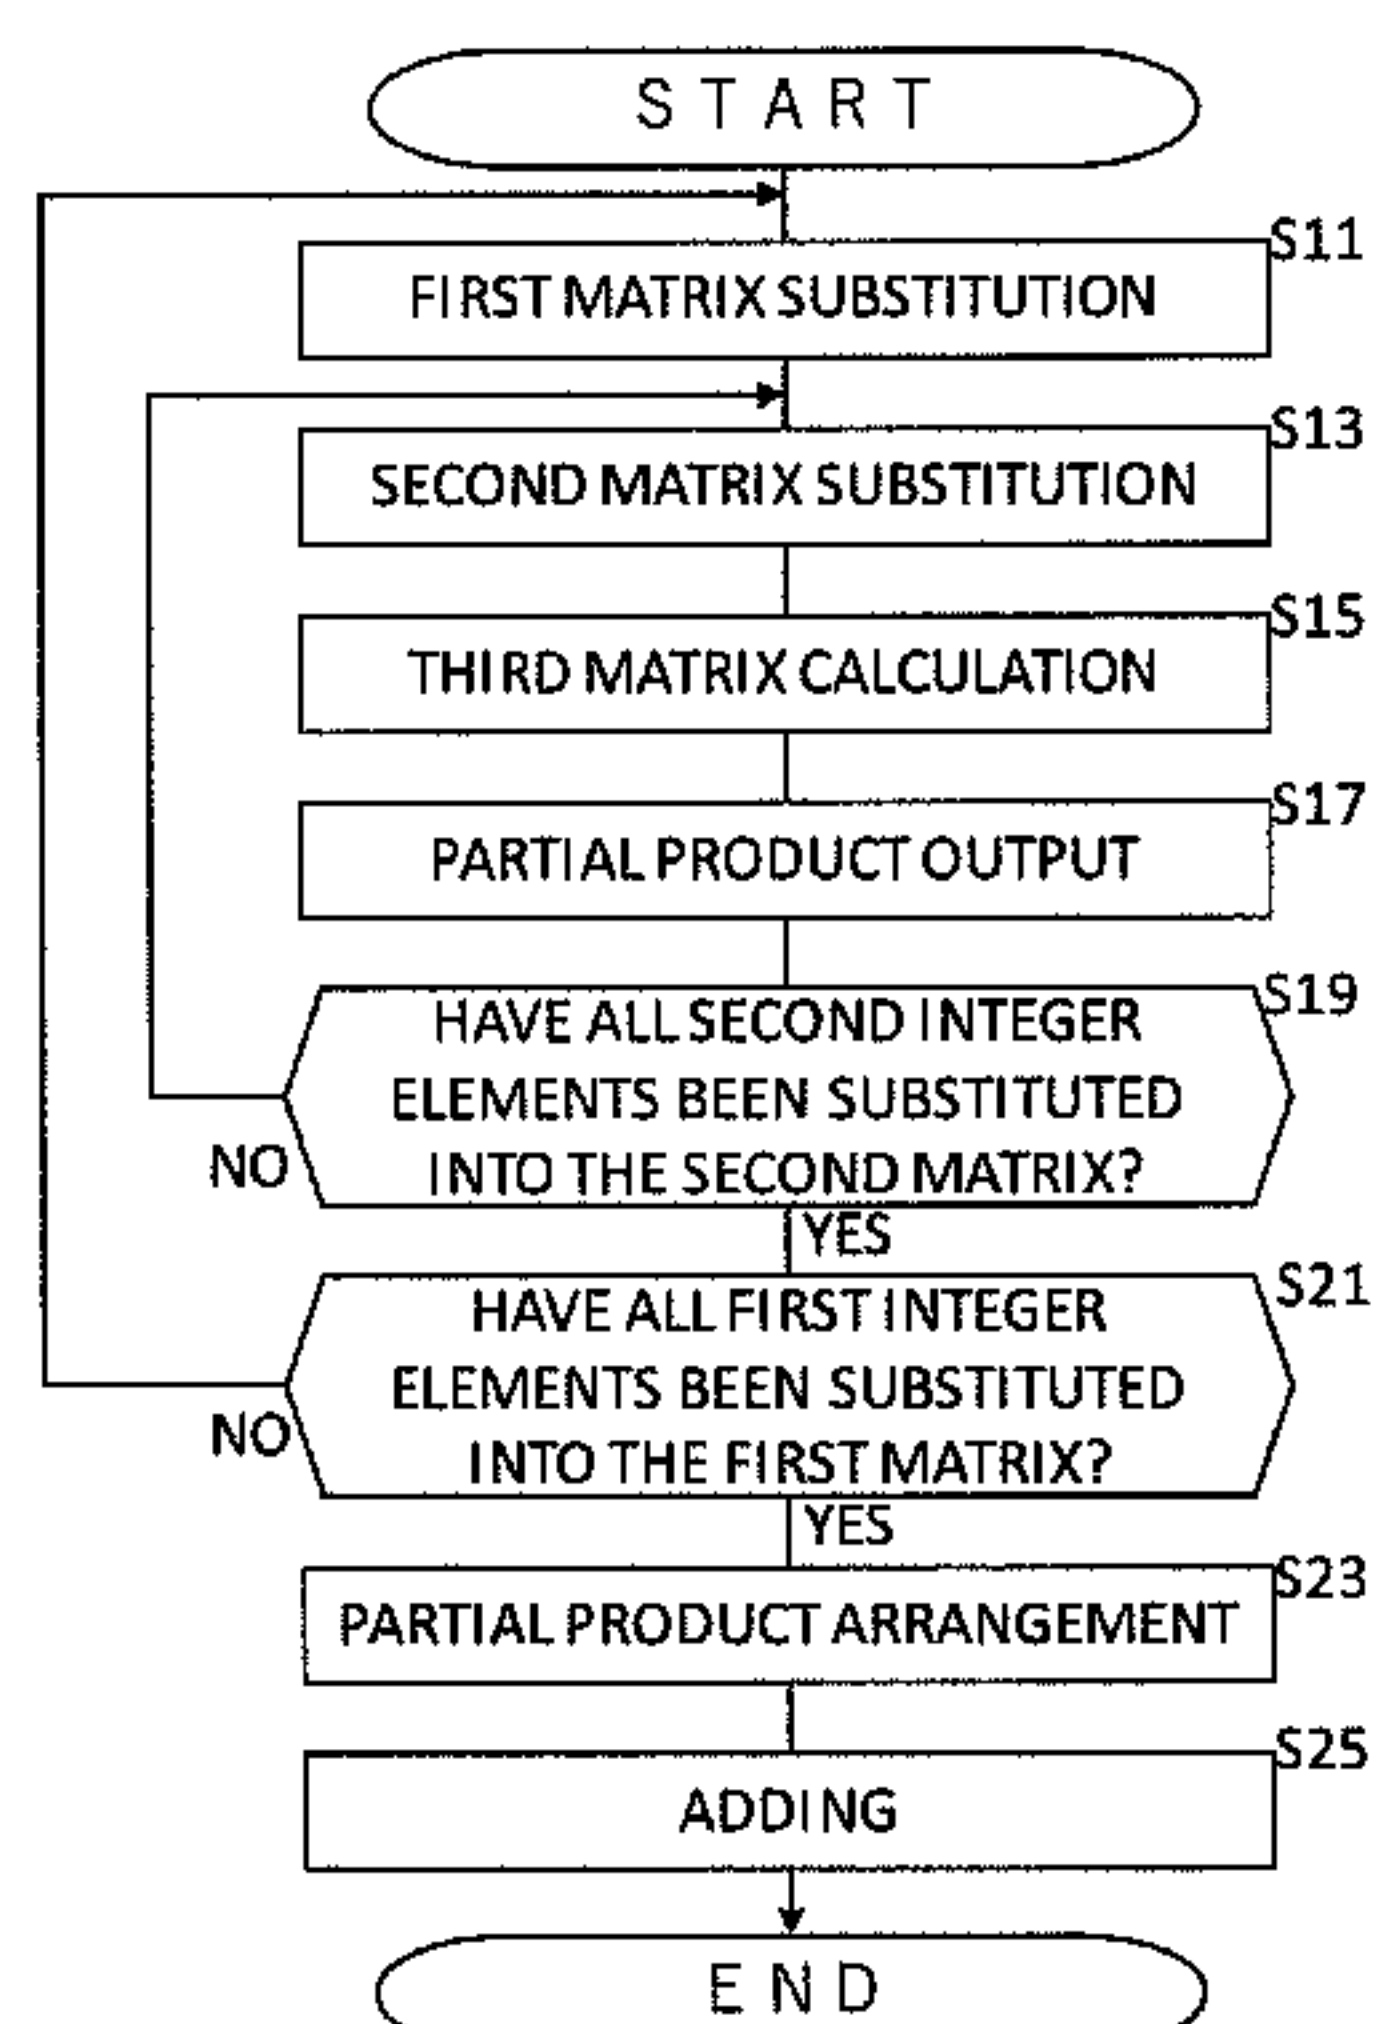 START
S11
FIRST MATRIX SUBSTITUTION
S13
SECOND MATRIX SUBSTITUTION
S15
THIRD MATRIX CALCULATION
S17
PARTIAL PRODUCT OUTPUT
S19
HAVE ALL SECOND INTEGER
ELEMENTS BEEN SUBSTITUTED
INTO THE SECOND MATRIX?
NO
YES
S21
HAVE ALL FIRST INTEGER
ELEMENTS BEEN SUBSTITUTED
INTO THE FIRST MATRIX?
NO
YES
S23
PARTIAL PRODUCT ARRANGEMENT
S25
ADDING
END